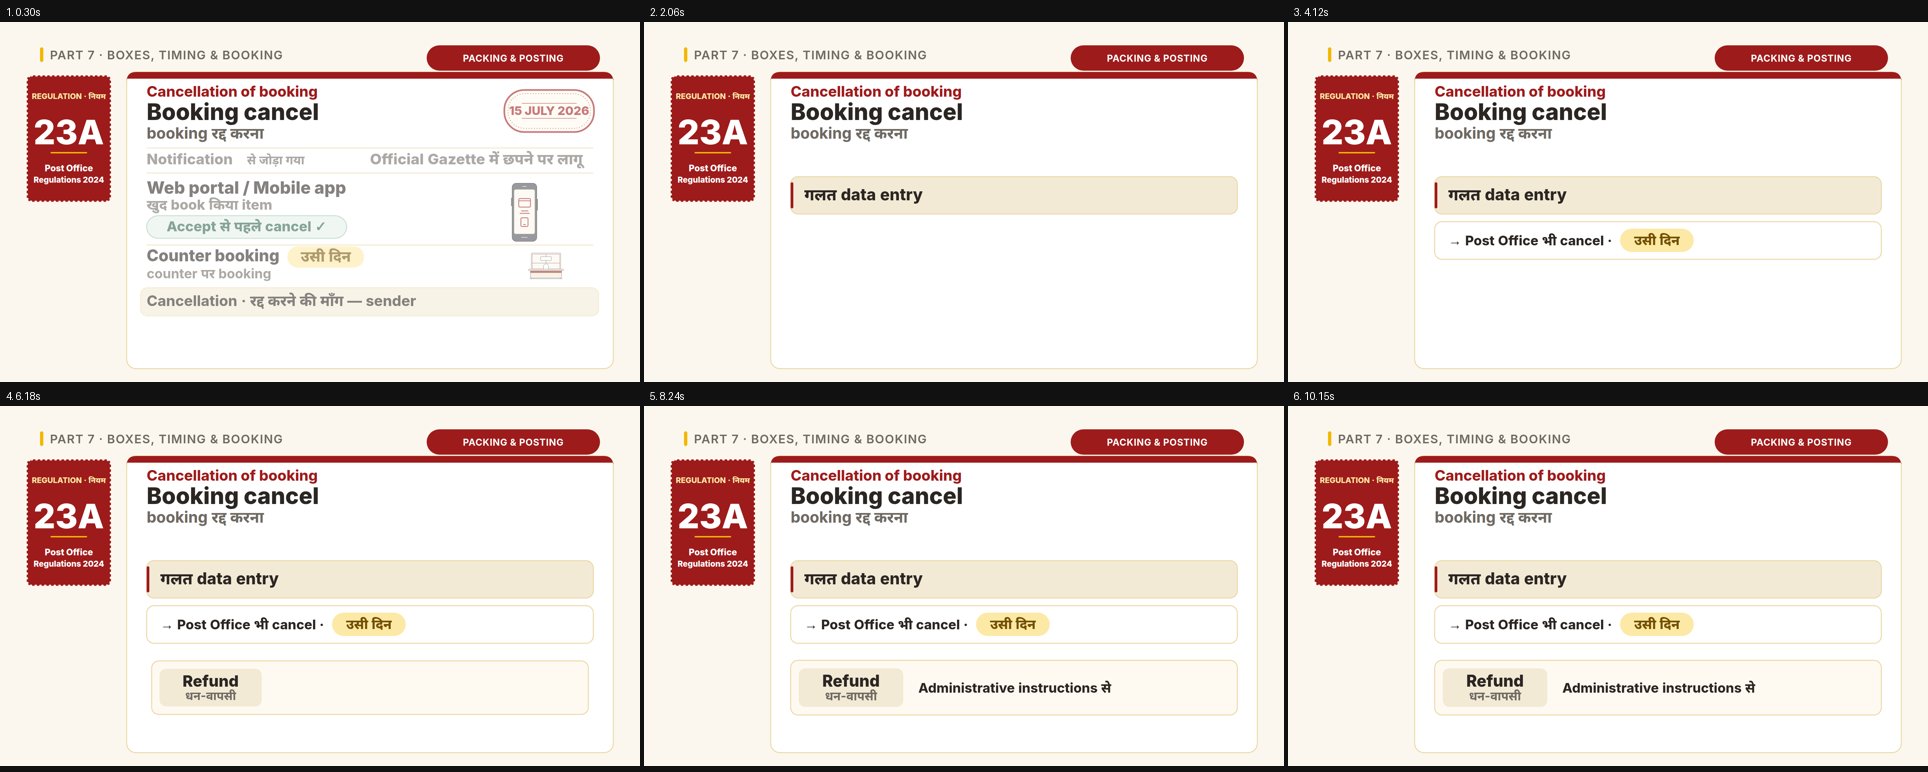 1. 0.30s
PART 7 · BOXES, TIMING & BOOKING
PACKING & POSTING
REGULATION · नियम
23A
Post Office
Regulations 2024
Cancellation of booking
Booking cancel
booking रद्द करना
15 JULY 2026
Notification से जोड़ा गया
Official Gazette में छपने पर लागू
Web portal / Mobile app
खुद book किया item
Accept से पहले cancel ✓
Counter booking उसी दिन
counter पर booking
Cancellation · रद्द करने की माँग — sender
2. 2.06s
PART 7 · BOXES, TIMING & BOOKING
PACKING & POSTING
REGULATION · नियम
23A
Post Office
Regulations 2024
Cancellation of booking
Booking cancel
booking रद्द करना
गलत data entry
3. 4.12s
PART 7 · BOXES, TIMING & BOOKING
PACKING & POSTING
REGULATION · नियम
23A
Post Office
Regulations 2024
Cancellation of booking
Booking cancel
booking रद्द करना
गलत data entry
→ Post Office भी cancel · उसी दिन
4. 6.18s
PART 7 · BOXES, TIMING & BOOKING
PACKING & POSTING
REGULATION · नियम
23A
Post Office
Regulations 2024
Cancellation of booking
Booking cancel
booking रद्द करना
गलत data entry
→ Post Office भी cancel · उसी दिन
Refund
धन-वापसी
5. 8.24s
PART 7 · BOXES, TIMING & BOOKING
PACKING & POSTING
REGULATION · नियम
23A
Post Office
Regulations 2024
Cancellation of booking
Booking cancel
booking रद्द करना
गलत data entry
→ Post Office भी cancel · उसी दिन
Refund
धन-वापसी
Administrative instructions से
6. 10.15s
PART 7 · BOXES, TIMING & BOOKING
PACKING & POSTING
REGULATION · नियम
23A
Post Office
Regulations 2024
Cancellation of booking
Booking cancel
booking रद्द करना
गलत data entry
→ Post Office भी cancel · उसी दिन
Refund
धन-वापसी
Administrative instructions से